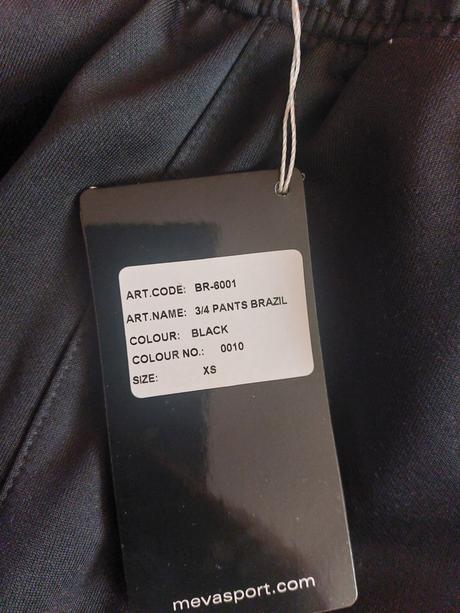 ART.CODE: BR-6001
ART.NAME: 3/4 PANTS BRAZIL
COLOUR: BLACK
COLOUR NO.: 0010
SIZE: XS
mevasport.com